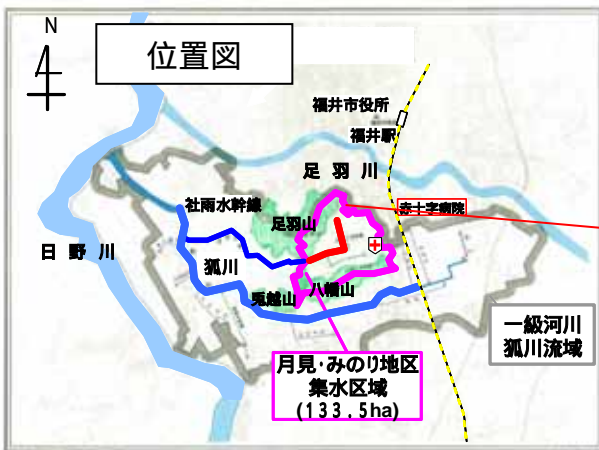 N
位置図
福井市役所
福井駅
足羽川
社雨水幹線
足羽山
赤十字病院
日野川
狐川
兎越山
八幡山
一級河川
狐川流域
月見・みのり地区
集水区域
(133.5ha)